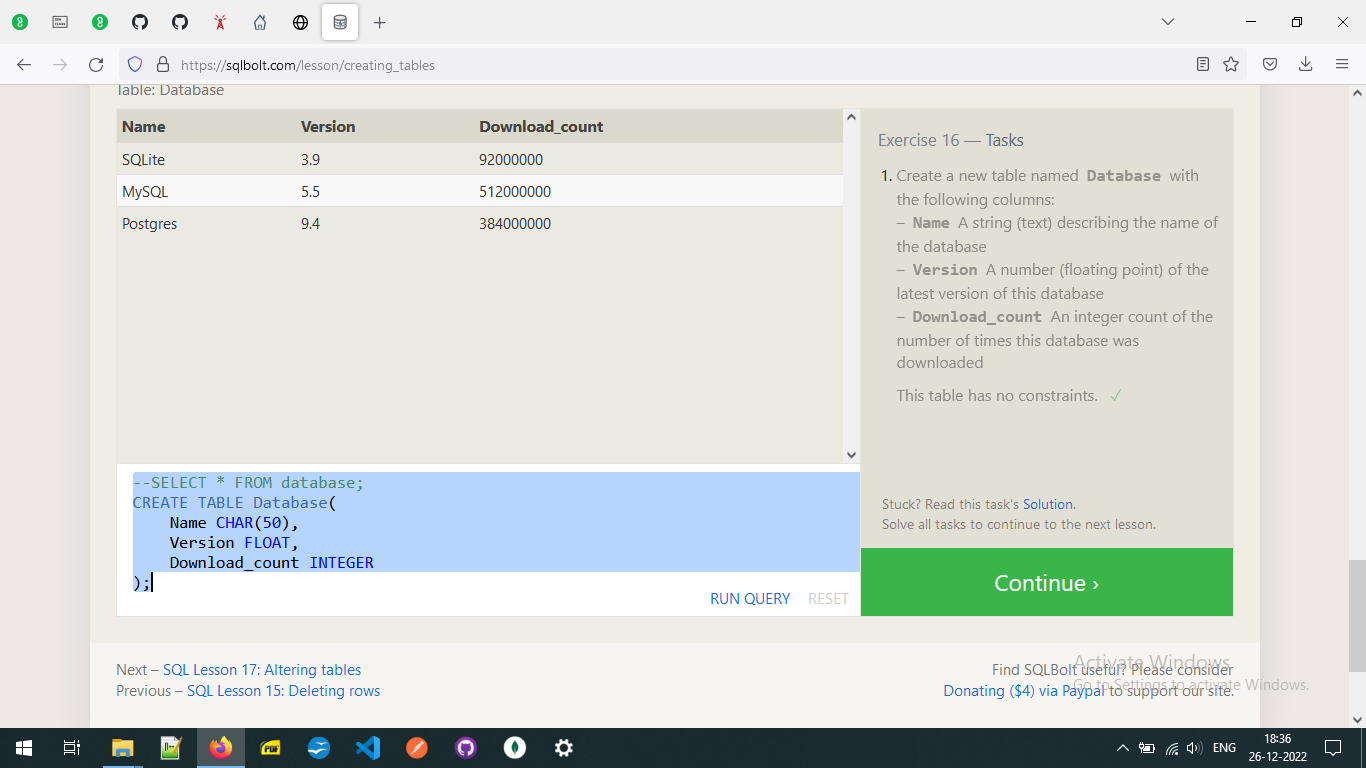 https://sqlbolt.com/lesson/creating_tables
Table: Database
Name Version Download_count
SQLite 3.9 92000000
MySQL 5.5 512000000
Postgres 9.4 384000000
Exercise 16 — Tasks
1. Create a new table named Database with
the following columns:
– Name A string (text) describing the name of
the database
– Version A number (floating point) of the
latest version of this database
– Download_count An integer count of the
number of times this database was
downloaded
This table has no constraints. ✓
Stuck? Read this task's Solution.
Solve all tasks to continue to the next lesson.
Continue ›
--SELECT * FROM database;
CREATE TABLE Database(
Name CHAR(50),
Version FLOAT,
Download_count INTEGER
);
RUN QUERY RESET
Next – SQL Lesson 17: Altering tables
Previous – SQL Lesson 15: Deleting rows
Find SQLBolt useful? Please consider
Donating ($4) via Paypal to support our site.
Activate Windows
Go to Settings to activate Windows.
PDF
ENG
18:36
26-12-2022